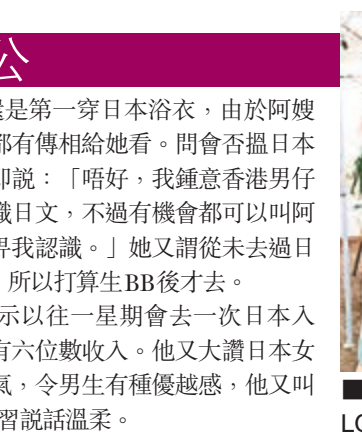 公
是第一穿日本浴衣，由於阿嫂
都有傳相給她看。問會否搵日本
即説：「唔好，我鍾意香港男仔
識日文，不過有機會都可以叫阿
畀我認識。」她又謂從未去過日
所以打算生BB後才去。
示以往一星期會去一次日本入
有六位數收入。他又大讚日本女
氣，令男生有種優越感，他又叫
習説話溫柔。
■
LO